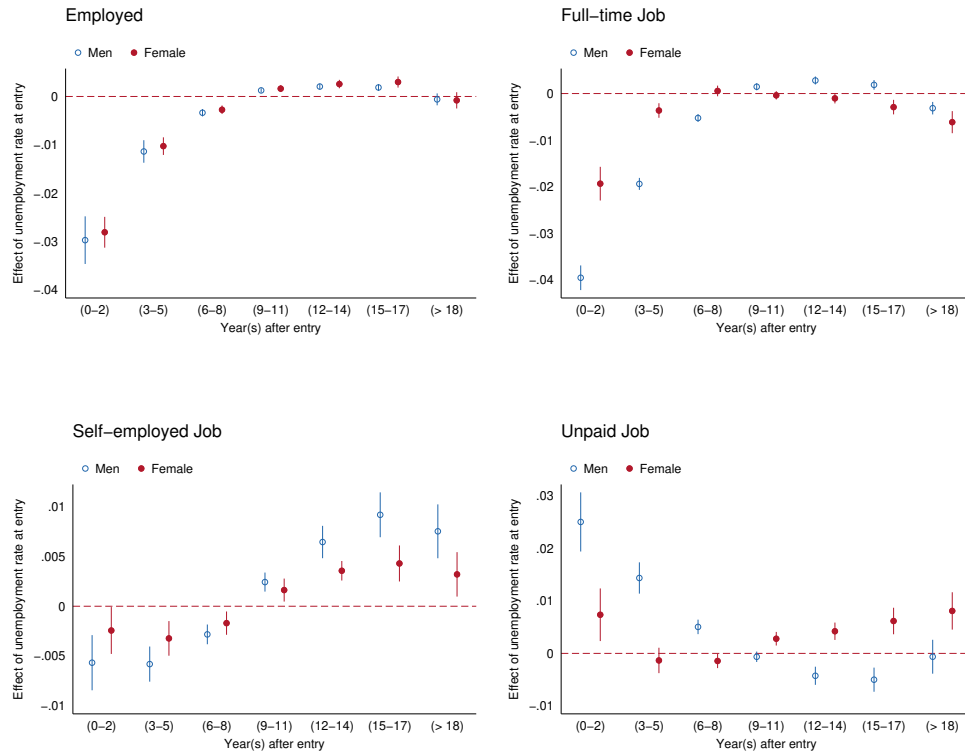 Employed
Men Female
Effect of unemployment rate at entry
0
−.01
−.02
−.03
−.04
(0−2) (3−5) (6−8) (9−11) (12−14) (15−17) (> 18)
Year(s) after entry
Full−time Job
Men Female
Effect of unemployment rate at entry
0
−.01
−.02
−.03
−.04
(0−2) (3−5) (6−8) (9−11) (12−14) (15−17) (> 18)
Year(s) after entry
Self−employed Job
Men Female
Effect of unemployment rate at entry
.01
.005
0
−.005
−.01
(0−2) (3−5) (6−8) (9−11) (12−14) (15−17) (> 18)
Year(s) after entry
Unpaid Job
Men Female
Effect of unemployment rate at entry
.03
.02
.01
0
−.01
(0−2) (3−5) (6−8) (9−11) (12−14) (15−17) (> 18)
Year(s) after entry